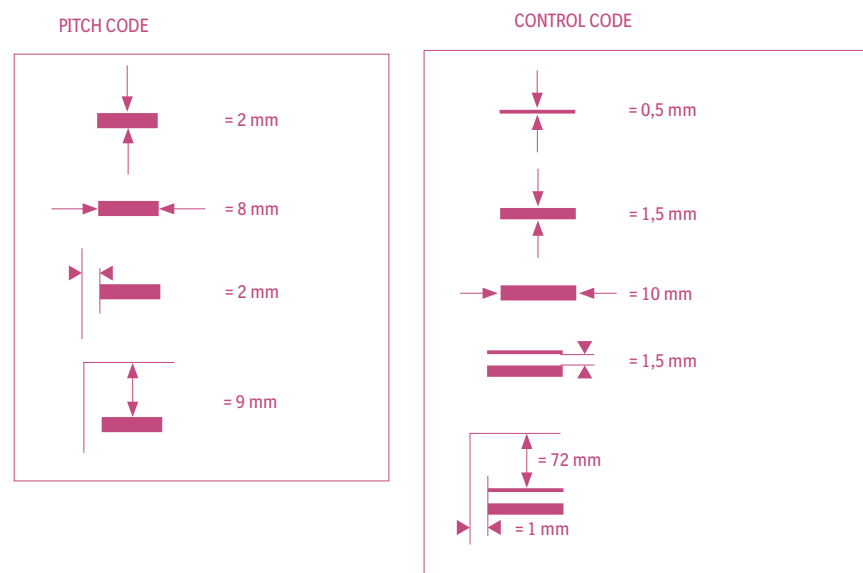 PITCH CODE
= 2 mm
= 8 mm
= 2 mm
= 9 mm
CONTROL CODE
= 0,5 mm
= 1,5 mm
= 10 mm
= 1,5 mm
= 72 mm
= 1 mm